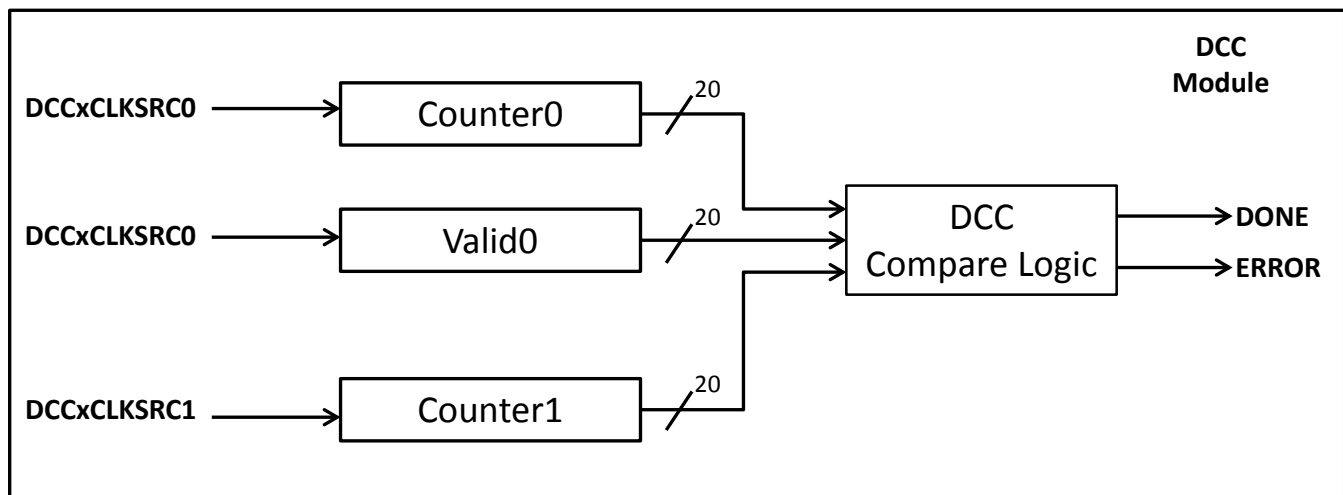 DCC
Module
DCCxCLKSRC0
Counter0
20
DCCxCLKSRC0
Valid0
20
DCC
Compare Logic
DONE
ERROR
DCCxCLKSRC1
Counter1
20